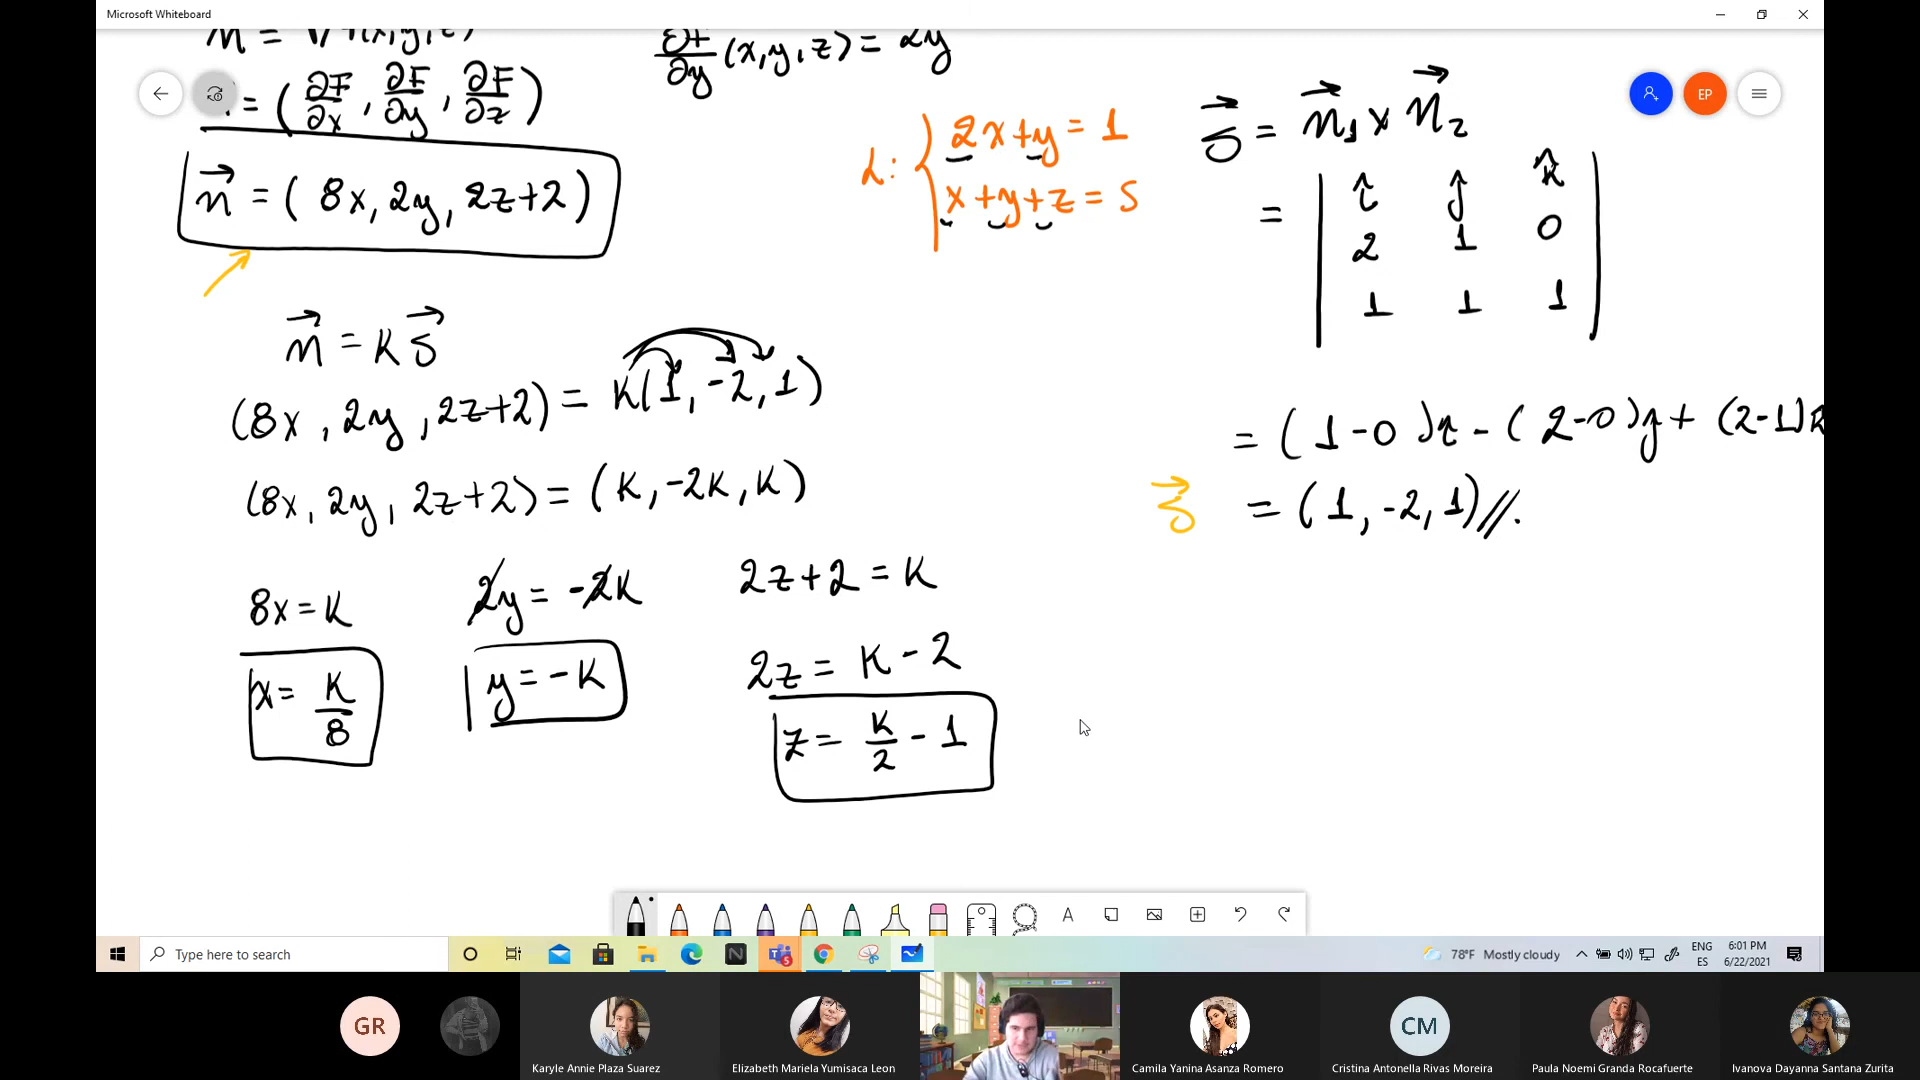 Microsoft Whiteboard
∂F/∂y (x,y,z) = 2y
= (∂F/∂x, ∂F/∂y, ∂F/∂z)
n⃗ = (8x, 2y, 2z+2)
n⃗ = K s⃗
(8x, 2y, 2z+2) = K(1, -2, 1)
(8x, 2y, 2z+2) = (K, -2K, K)
8x = K
x = K/8
2y = -2K
y = -K
2z+2 = K
2z = K - 2
z = K/2 - 1
L: { 2x+y = 1
x+y+z = 5
s⃗ = n⃗1 x n⃗2
= | î ĵ k̂
2 1 0
1 1 1 |
= (1-0)i - (2-0)j + (2-1)k
s⃗ = (1, -2, 1)//.
EP
A
Type here to search
N
5
78°F Mostly cloudy
ENG
ES
6:01 PM
6/22/2021
GR
Karyle Annie Plaza Suarez
Elizabeth Mariela Yumisaca Leon
Camila Yanina Asanza Romero
CM
Cristina Antonella Rivas Moreira
Paula Noemi Granda Rocafuerte
Ivanova Dayanna Santana Zurita